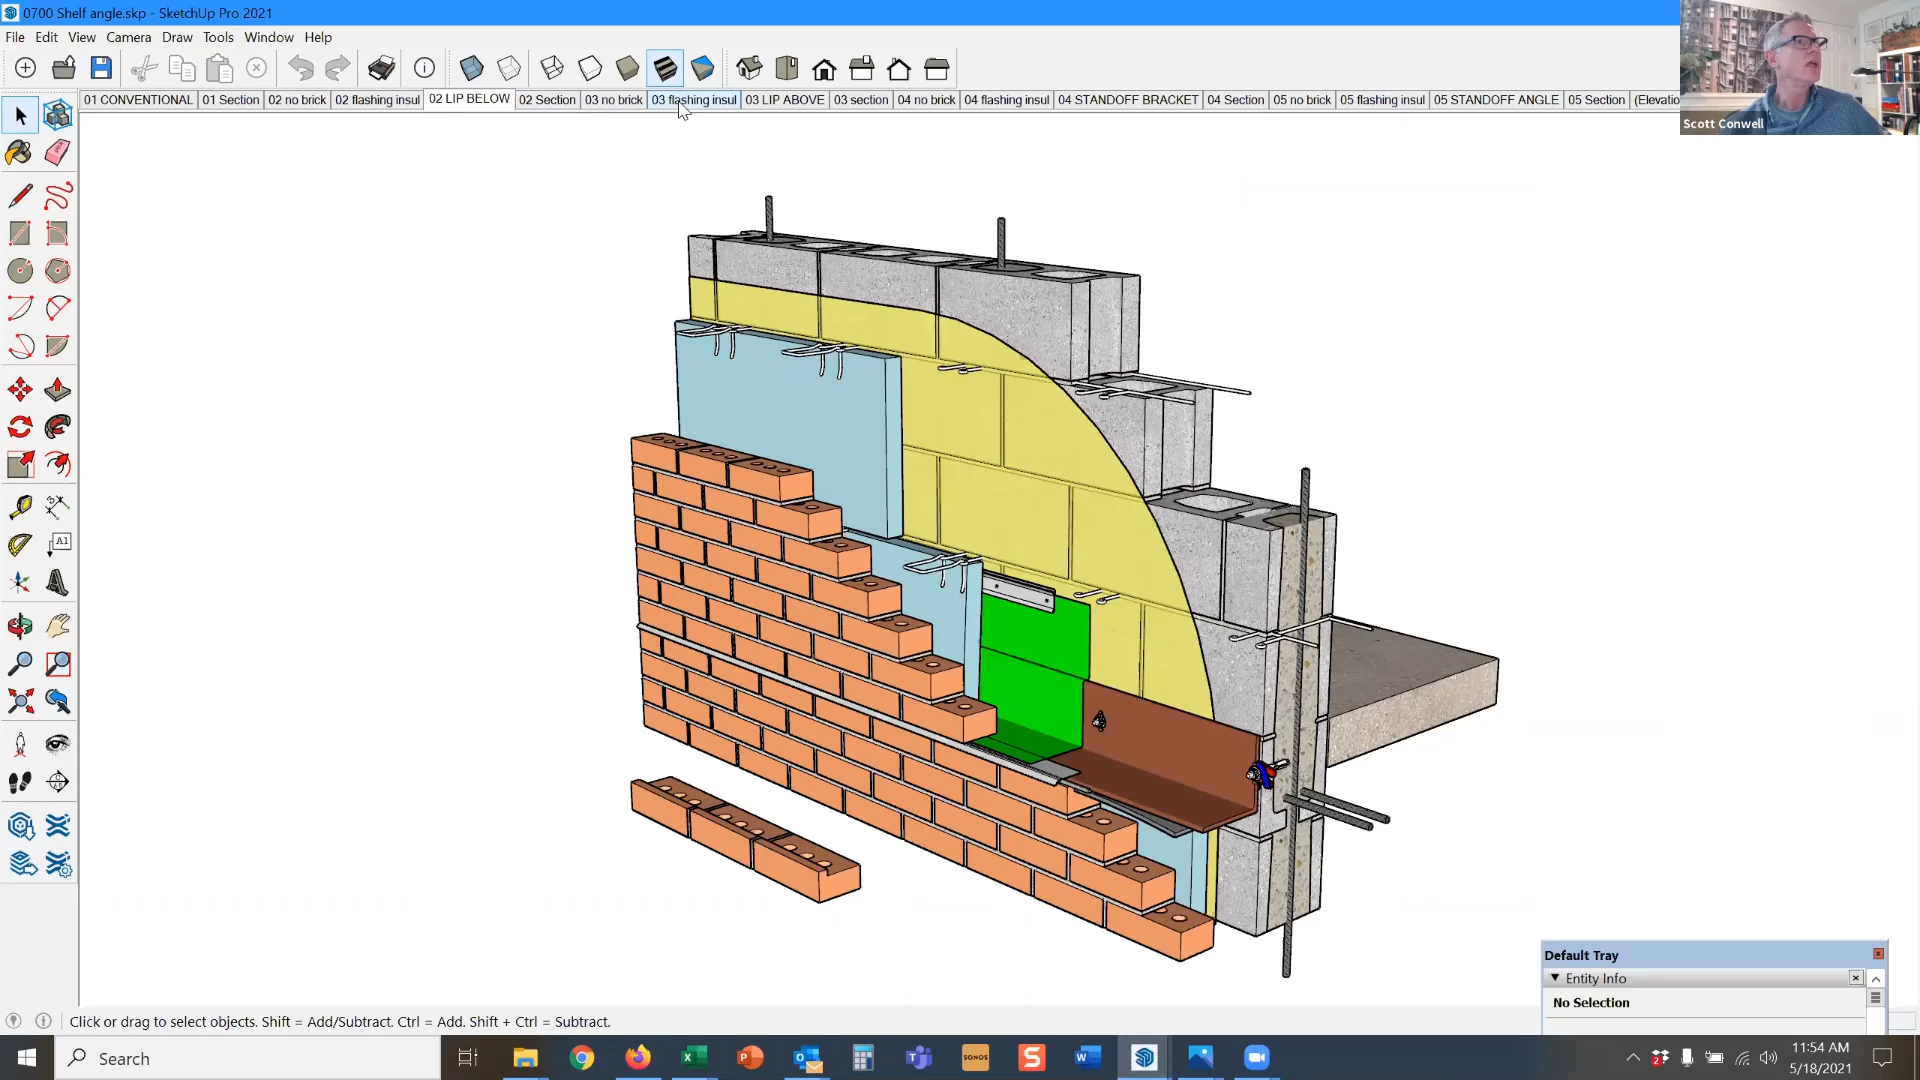 0700 Shelf angle.skp - SketchUp Pro 2021
File Edit View Camera Draw Tools Window Help
01 CONVENTIONAL 01 Section 02 no brick 02 flashing insul 02 LIP BELOW 02 Section 03 no brick 03 flashing insul 03 LIP ABOVE 03 section 04 no brick 04 flashing insul 04 STANDOFF BRACKET 04 Section 05 no brick 05 flashing insul 05 STANDOFF ANGLE 05 Section (Elevatio
Scott Conwell
A1
Default Tray
Entity Info
No Selection
Click or drag to select objects. Shift = Add/Subtract. Ctrl = Add. Shift + Ctrl = Subtract.
Search
SONOS
2
11:54 AM
5/18/2021